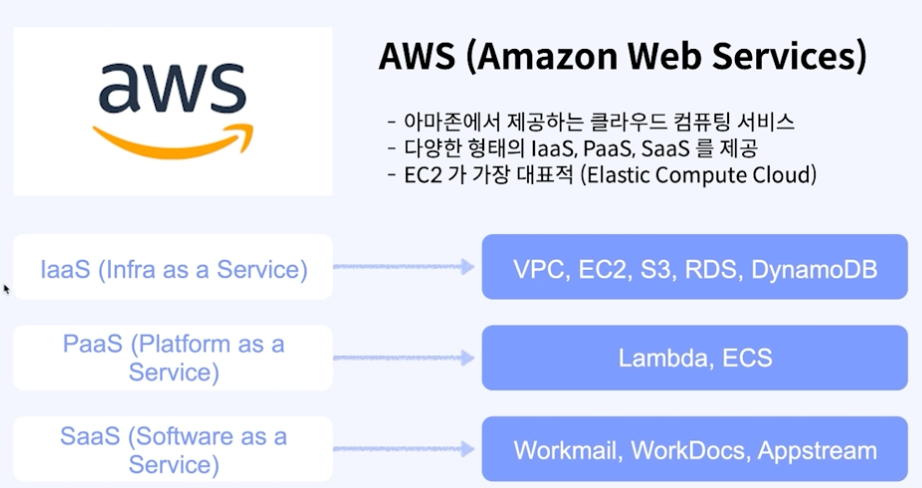 aws
AWS (Amazon Web Services)
- 아마존에서 제공하는 클라우드 컴퓨팅 서비스
- 다양한 형태의 IaaS, PaaS, SaaS 를 제공
- EC2 가 가장 대표적 (Elastic Compute Cloud)
IaaS (Infra as a Service)
VPC, EC2, S3, RDS, DynamoDB
PaaS (Platform as a
Service)
Lambda, ECS
SaaS (Software as a
Service)
Workmail, WorkDocs, Appstream